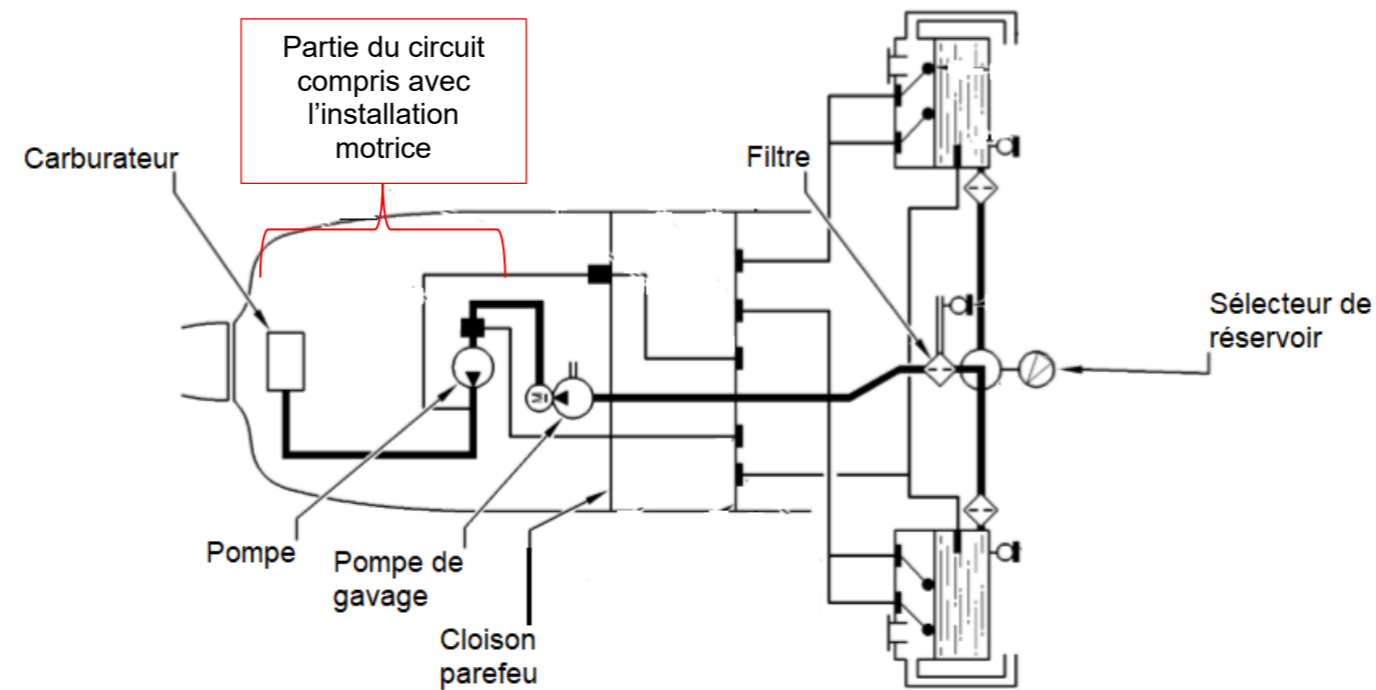 Partie du circuit
compris avec
l’installation
motrice
Carburateur
Filtre
Sélecteur de
réservoir
Pompe
Pompe de
gavage
Cloison
parefeu